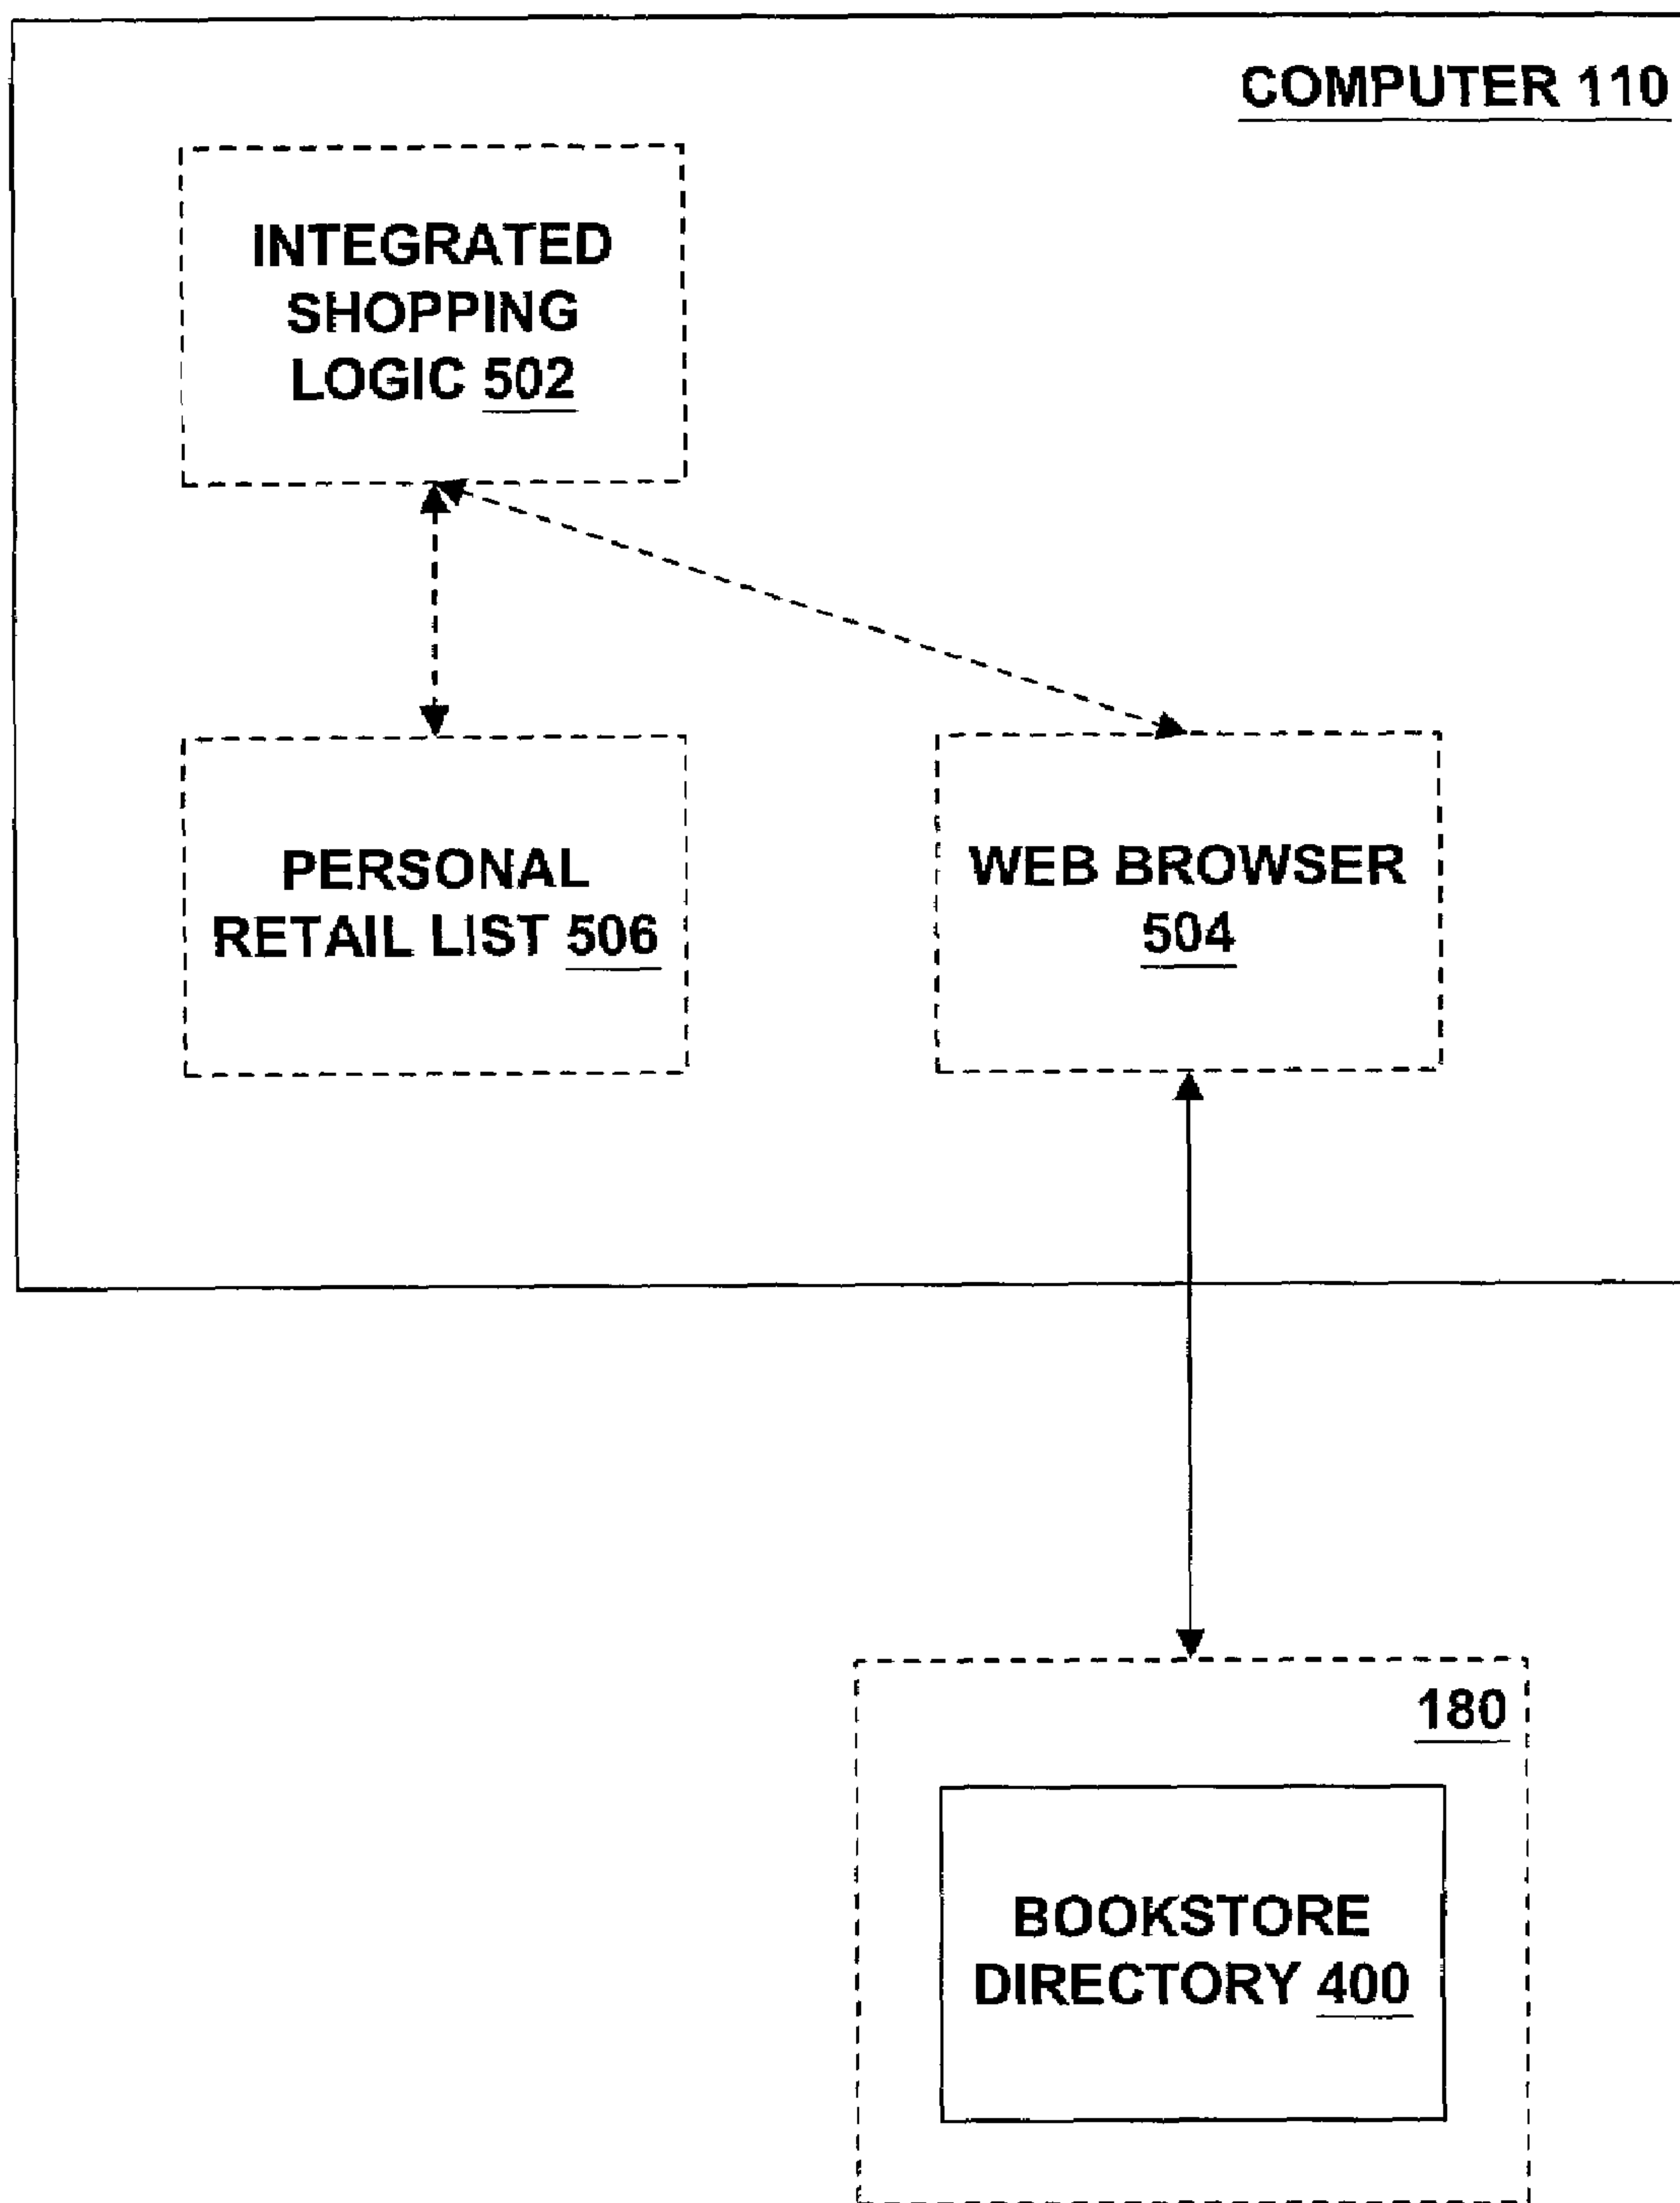 COMPUTER 110
INTEGRATED
SHOPPING
LOGIC 502
PERSONAL
RETAIL LIST 506
WEB BROWSER
504
180
BOOKSTORE
DIRECTORY 400